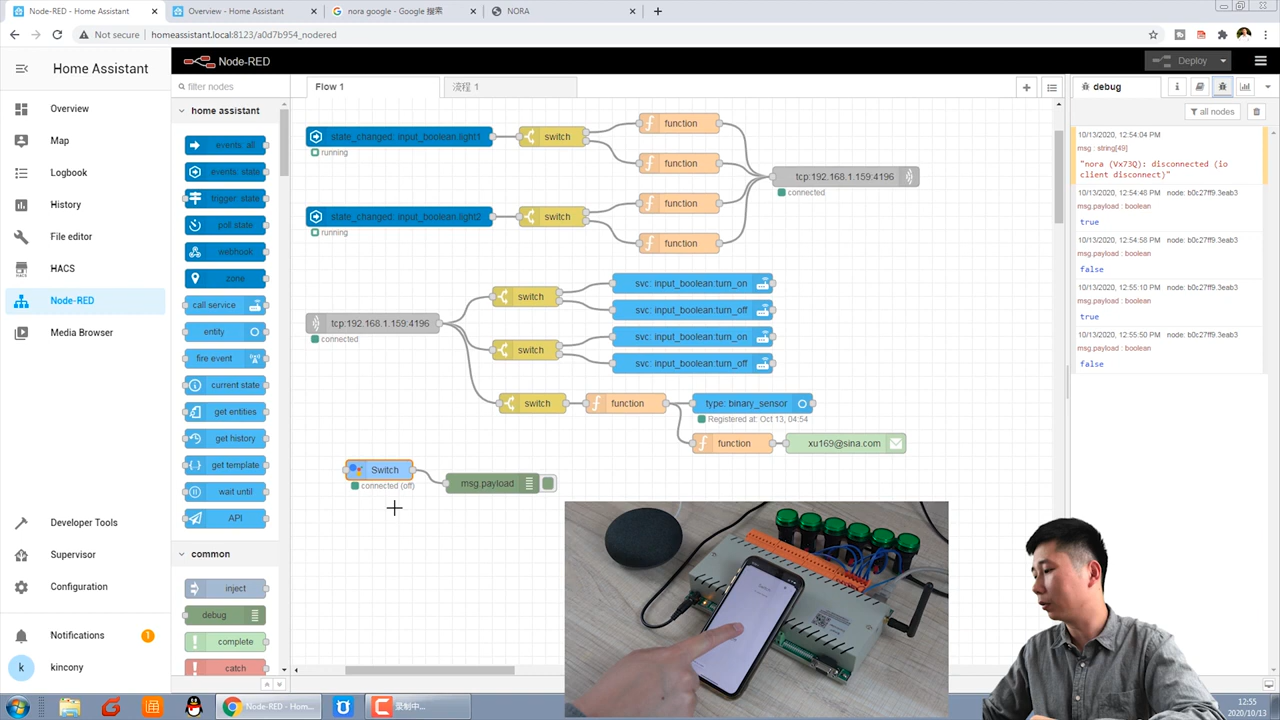 Node-RED - Home Assistant
Overview - Home Assistant
nora google - Google 搜索
NORA
Not secure
homeassistant.local:8123/a0d7b954_nodered
Home Assistant
Overview
Map
Logbook
History
File editor
HACS
Node-RED
Media Browser
Developer Tools
Supervisor
Configuration
Notifications
1
k
kincony
Node-RED
Deploy
filter nodes
home assistant
events: all
events: state
trigger: state
poll state
webhook
zone
call service
entity
fire event
current state
get entities
get history
get template
wait until
API
common
inject
debug
complete
catch
Flow 1
流程 1
state_changed: input_boolean.light1
running
switch
function
function
tcp:192.168.1.159:4196
connected
state_changed: input_boolean.light2
running
switch
function
function
tcp:192.168.1.159:4196
connected
switch
svc: input_boolean:turn_on
svc: input_boolean:turn_off
switch
svc: input_boolean:turn_on
svc: input_boolean:turn_off
switch
function
type: binary_sensor
Registered at: Oct 13, 04:54
function
xu169@sina.com
Switch
connected (off)
msg.payload
debug
all nodes
10/13/2020, 12:54:04 PM
msg : string[49]
"nora (Vx73Q): disconnected (io
client disconnect)"
10/13/2020, 12:54:48 PM node: b0c27ff9.3eab3
msg.payload : boolean
true
10/13/2020, 12:54:58 PM node: b0c27ff9.3eab3
msg.payload : boolean
false
10/13/2020, 12:55:10 PM node: b0c27ff9.3eab3
msg.payload : boolean
true
10/13/2020, 12:55:50 PM node: b0c27ff9.3eab3
msg.payload : boolean
false
Node-RED - Hom...
录制中...
12:55
2020/10/13